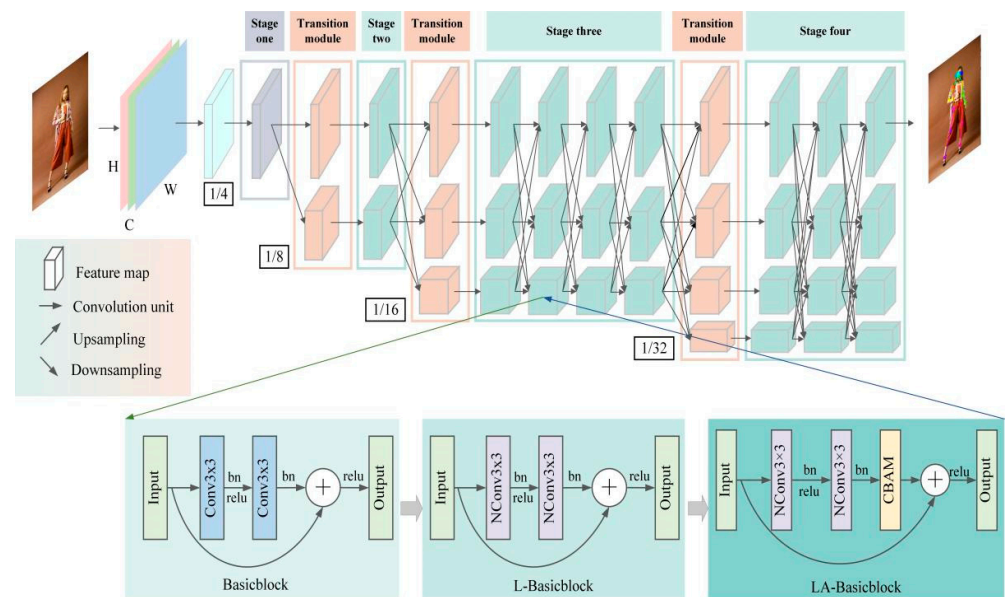 Stage
one
Transition
module
Stage
two
Transition
module
Stage three
Transition
module
Stage four
H
W
C
1/4
1/8
1/16
1/32
Feature map
Convolution unit
Upsampling
Downsampling
Input
Conv3x3
bn
relu
Conv3x3
bn
+
relu
Output
Basicblock
Input
NConv3x3
bn
relu
NConv3x3
bn
+
relu
Output
L-Basicblock
Input
NConv3×3
bn
relu
NConv3×3
bn
CBAM
+
relu
Output
LA-Basicblock